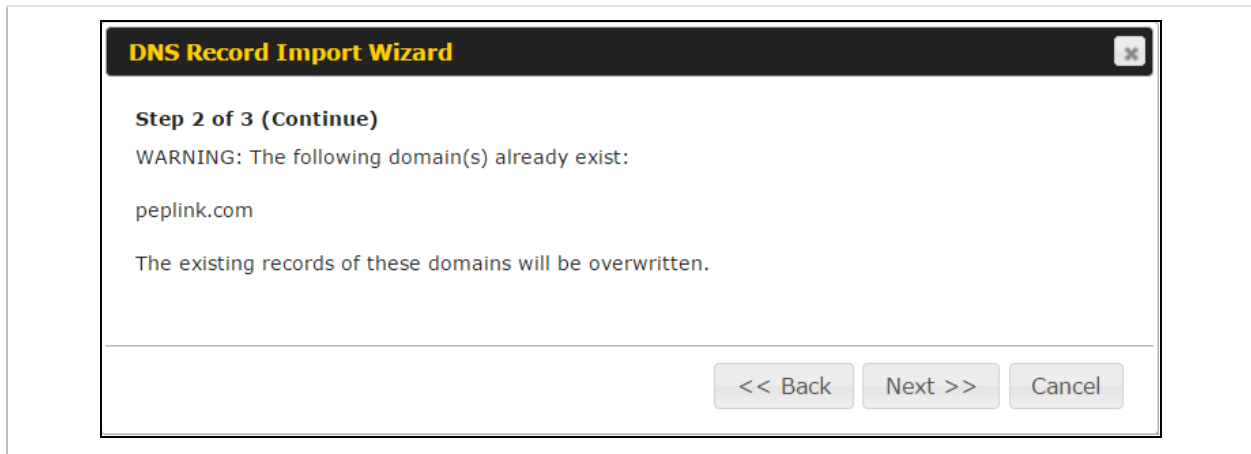 DNS Record Import Wizard
Step 2 of 3 (Continue)
WARNING: The following domain(s) already exist:
peplink.com
The existing records of these domains will be overwritten.
<< Back Next >> Cancel